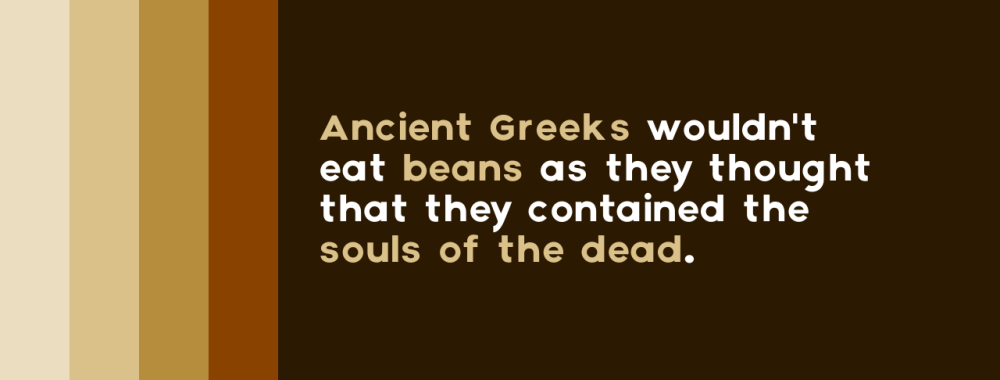 Ancient Greeks wouldn't
eat beans as they thought
that they contained the
souls of the dead.